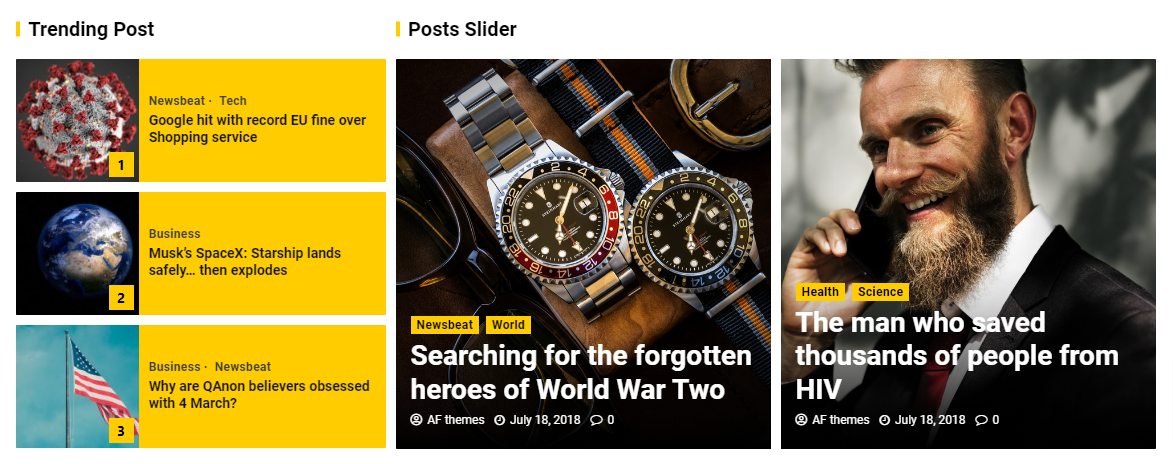 Trending Post
Newsbeat · Tech
Google hit with record EU fine over
Shopping service
1
Business
Musk's SpaceX: Starship lands
safely... then explodes
2
Business · Newsbeat
Why are QAnon believers obsessed
with 4 March?
3
Posts Slider
Newsbeat World
Searching for the forgotten
heroes of World War Two
AF themes July 18, 2018 0
Health Science
The man who saved
thousands of people from
HIV
AF themes July 18, 2018 0